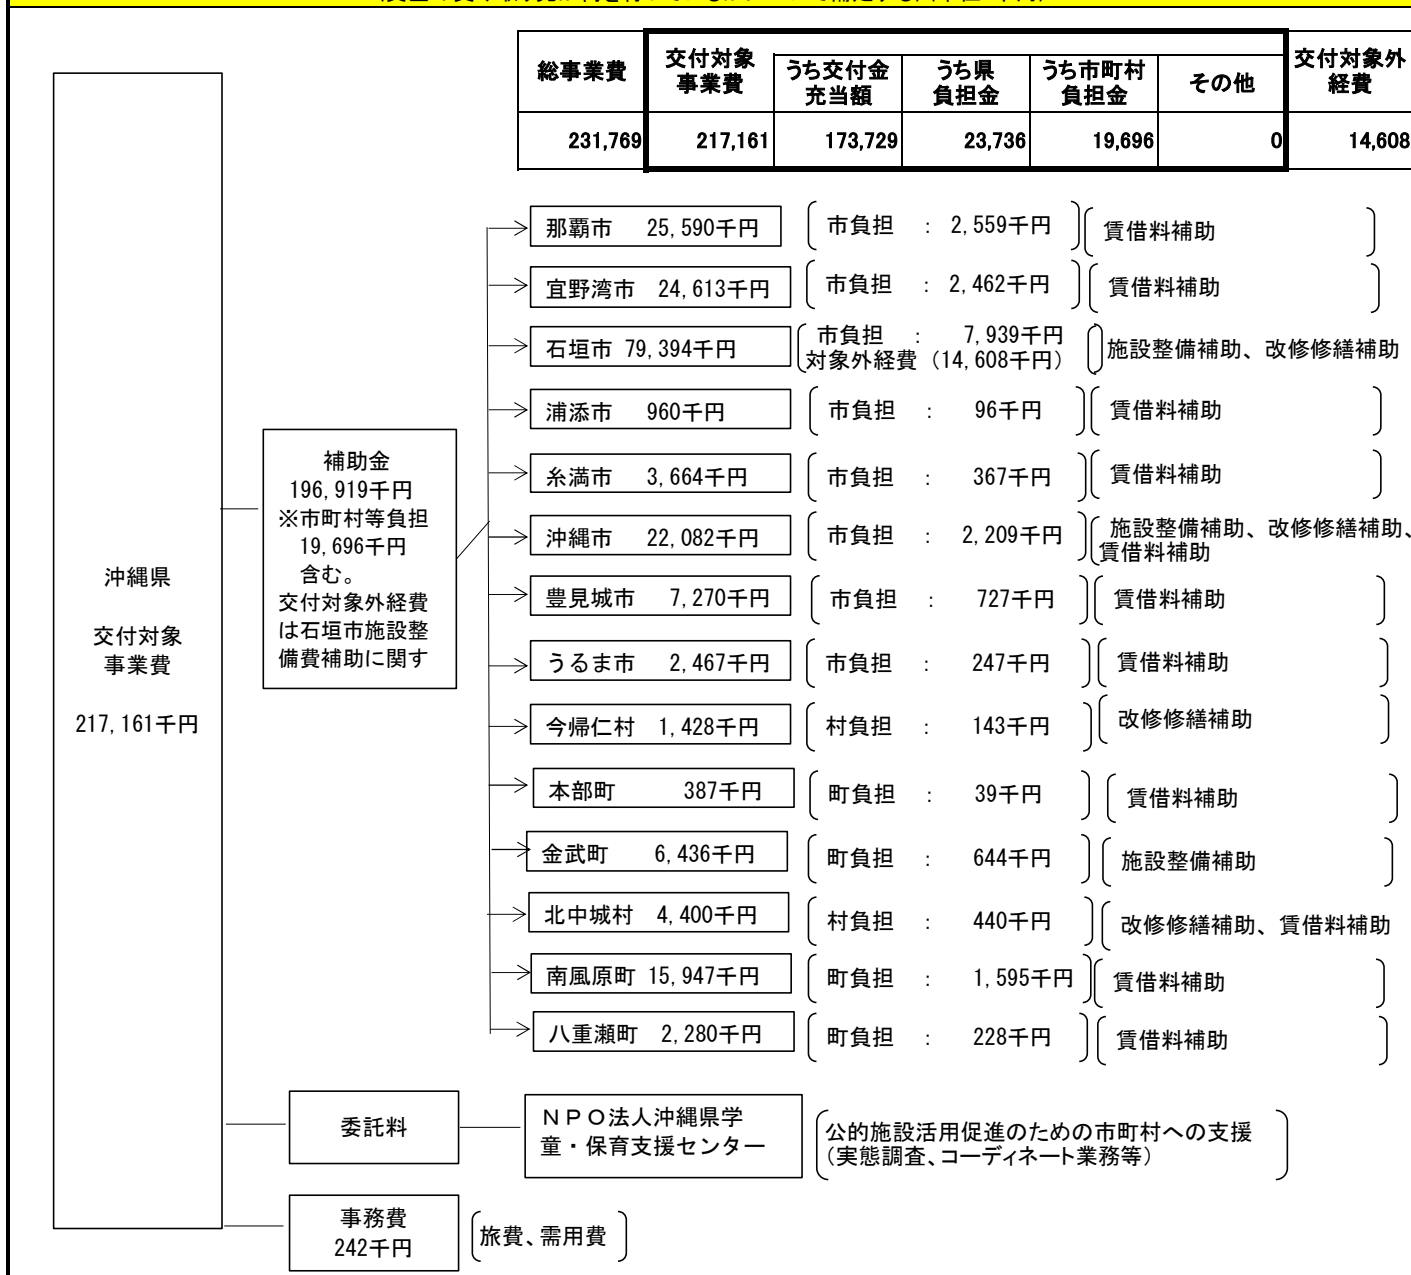 総事業費 交付対象事業費 うち交付金充当額 うち県負担金 うち市町村負担金 その他 交付対象外経費
231,769 217,161 173,729 23,736 19,696 0 14,608
那覇市 25,590千円 市負担 : 2,559千円 賃借料補助
宜野湾市 24,613千円 市負担 : 2,462千円 賃借料補助
石垣市 79,394千円 市負担 : 7,939千円
対象外経費 (14,608千円) 施設整備補助、改修修繕補助
浦添市 960千円 市負担 : 96千円 賃借料補助
糸満市 3,664千円 市負担 : 367千円 賃借料補助
沖縄市 22,082千円 市負担 : 2,209千円 施設整備補助、改修修繕補助、
賃借料補助
豊見城市 7,270千円 市負担 : 727千円 賃借料補助
うるま市 2,467千円 市負担 : 247千円 賃借料補助
今帰仁村 1,428千円 村負担 : 143千円 改修修繕補助
本部町 387千円 町負担 : 39千円 賃借料補助
金武町 6,436千円 町負担 : 644千円 施設整備補助
北中城村 4,400千円 村負担 : 440千円 改修修繕補助、賃借料補助
南風原町 15,947千円 町負担 : 1,595千円 賃借料補助
八重瀬町 2,280千円 町負担 : 228千円 賃借料補助
補助金
196,919千円
※市町村等負担
19,696千円
含む。
交付対象外経費
は石垣市施設整
備費補助に関す
沖縄県
交付対象
事業費
217,161千円
委託料
NPO法人沖縄県学
童・保育支援センター
公的施設活用促進のための市町村への支援
(実態調査、コーディネート業務等)
事務費
242千円
旅費、需用費